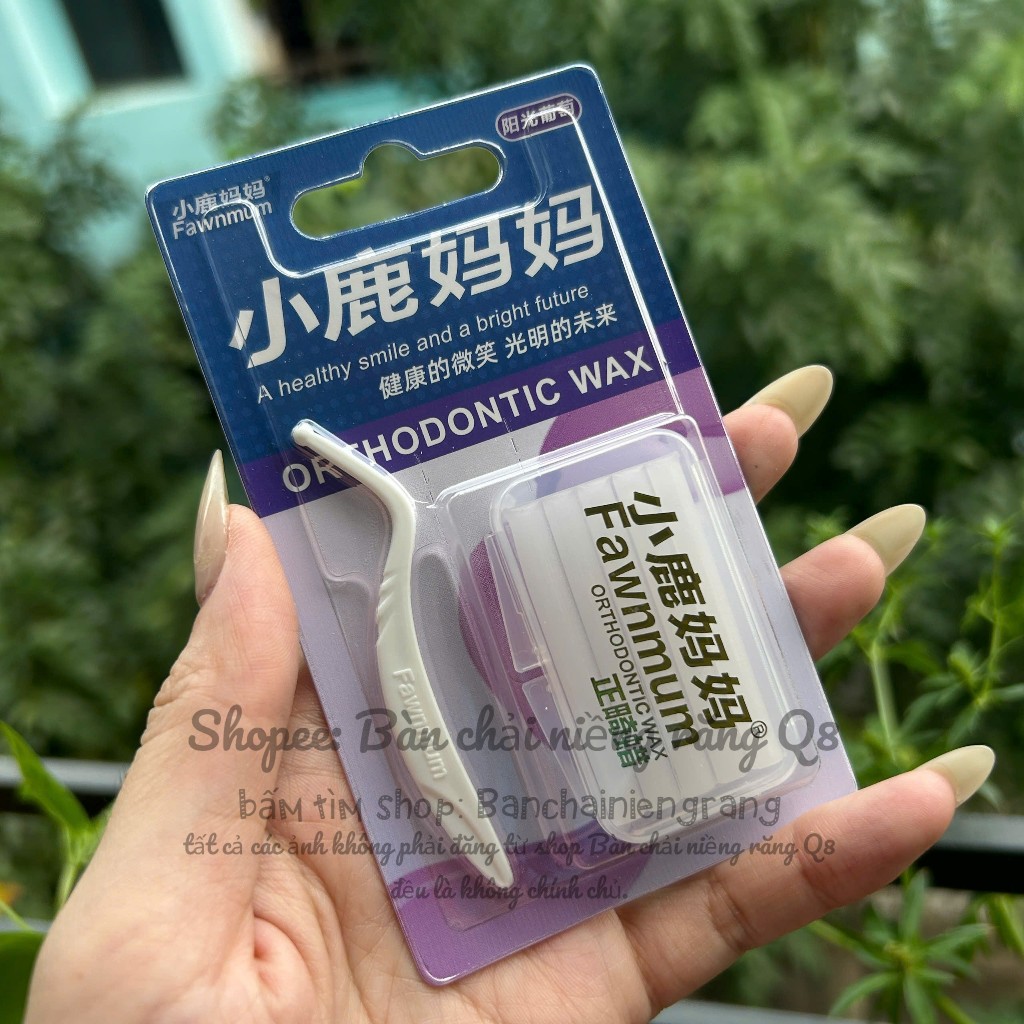 阳光葡萄
小鹿妈妈®
Fawnmum
小鹿妈妈
A healthy smile and a bright future
健康的微笑 光明的未来
ORTHODONTIC WAX
Fawnmum
小鹿妈妈®
Fawnmum
ORTHODONTIC WAX
正畸蜡
Shopee: Bàn chải niềng răng Q8
bấm tìm shop: Banchainiengrang
tất cả các ảnh không phải đăng từ shop Bàn chải niềng răng Q8
đều là không chính chủ.